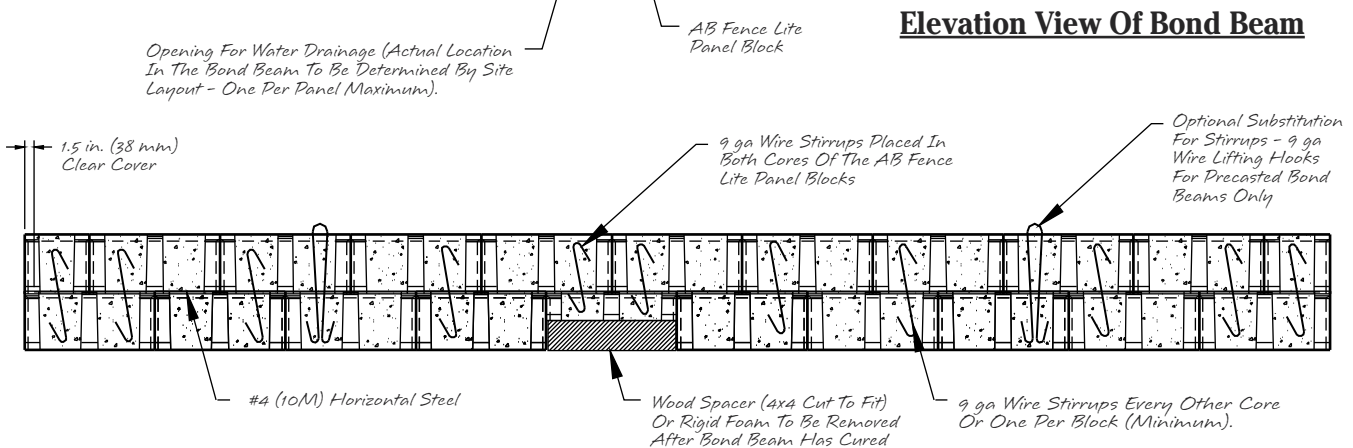 Elevation View Of Bond Beam
AB Fence Lite
Panel Block
Opening For Water Drainage (Actual Location
In The Bond Beam To Be Determined By Site
Layout - One Per Panel Maximum).
1.5 in. (38 mm)
Clear Cover
9 ga Wire Stirrups Placed In
Both Cores Of The AB Fence
Lite Panel Blocks
Optional Substitution
For Stirrups - 9 ga
Wire Lifting Hooks
For Precasted Bond
Beams Only
#4 (10M) Horizontal Steel
Wood Spacer (4x4 Cut To Fit)
Or Rigid Foam To Be Removed
After Bond Beam Has Cured
9 ga Wire Stirrups Every Other Core
Or One Per Block (Minimum).